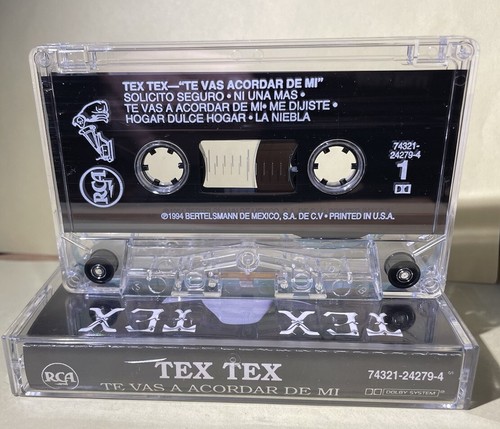 TEX TEX—"TE VAS ACORDAR DE MI"
SOLICITO SEGURO • NI UNA MAS •
TE VAS A ACORDAR DE MI• ME DIJISTE •
HOGAR DULCE HOGAR • LA NIEBLA
RCA
74321-
24279-4
1
℗1994 BERTELSMANN DE MEXICO, S.A. DE C.V • PRINTED IN U.S.A.
TEX TEX
RCA
TEX TEX
TE VAS A ACORDAR DE MI
74321-24279-4
DOLBY SYSTEM